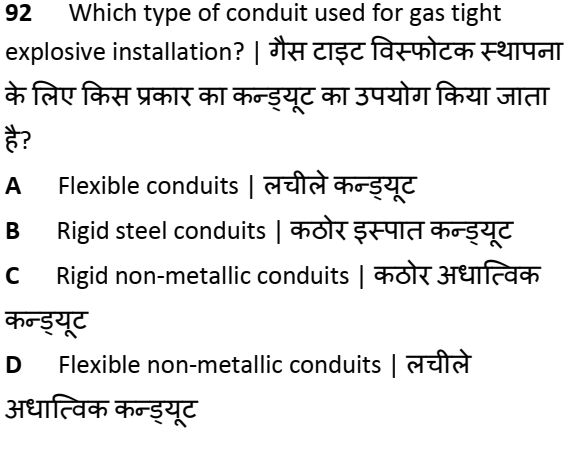 92 Which type of conduit used for gas tight
explosive installation? | गैस टाइट विस्फोटक स्थापना
के लिए किस प्रकार का कन्ड्यूट का उपयोग किया जाता
है?
A Flexible conduits | लचीले कन्ड्यूट
B Rigid steel conduits | कठोर इस्पात कन्ड्यूट
C Rigid non-metallic conduits | कठोर अधात्विक
कन्ड्यूट
D Flexible non-metallic conduits | लचीले
अधात्विक कन्ड्यूट